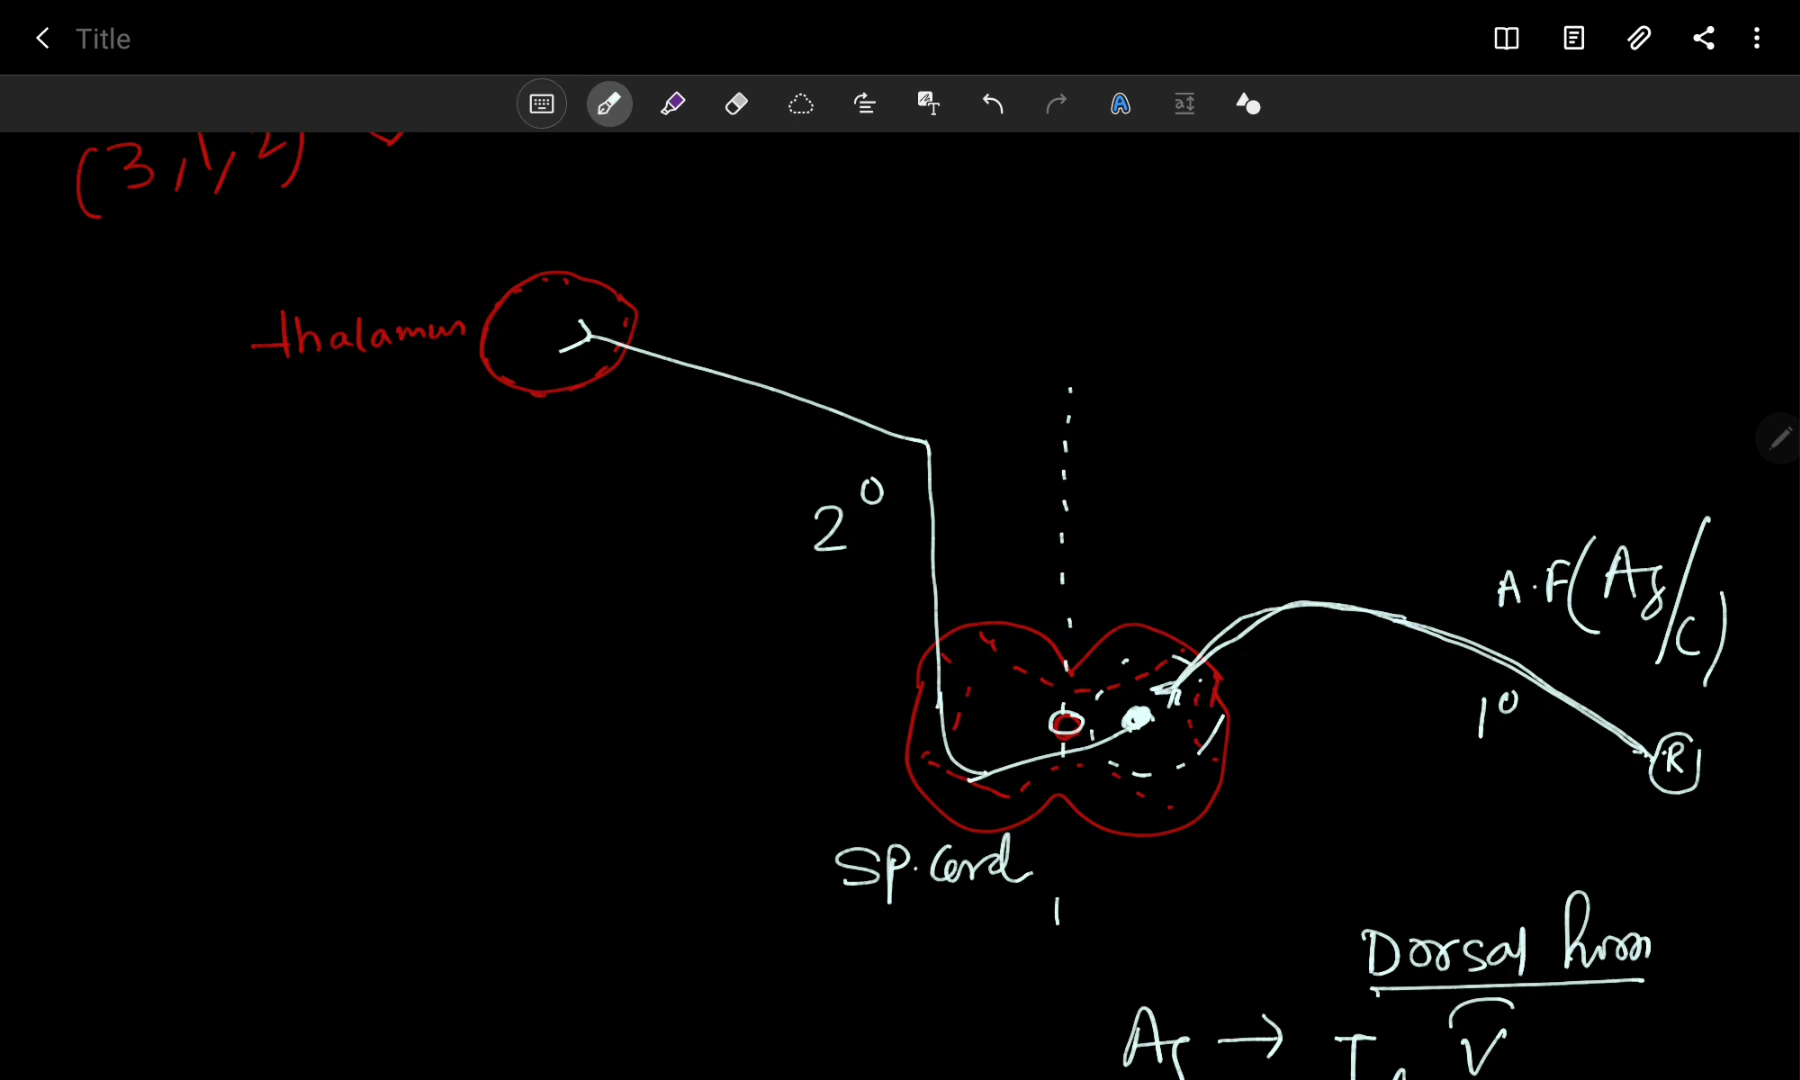 Title
(3,1,2)
thalamus
2⁰
A.F(Aδ/C)
1⁰
R
Sp. Cord
Dorsal horn
Aδ → I, V